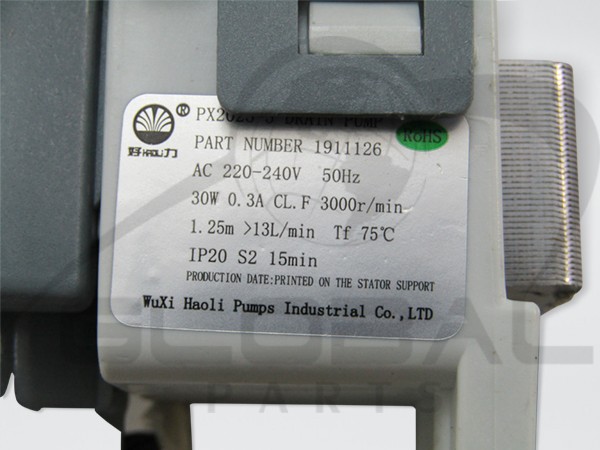 DRAIN PUMP
RoHS
PART NUMBER 1911126
好HAOLI力 ®
AC 220-240V 50Hz
30W 0.3A CL.F 3000r/min
1.25m >13L/min Tf 75℃
IP20 S2 15min
PRODUCTION DATE:PRINTED ON THE STATOR SUPPORT
WuXi Haoli Pumps Industrial Co.,LTD
GLOBAL
PARTS